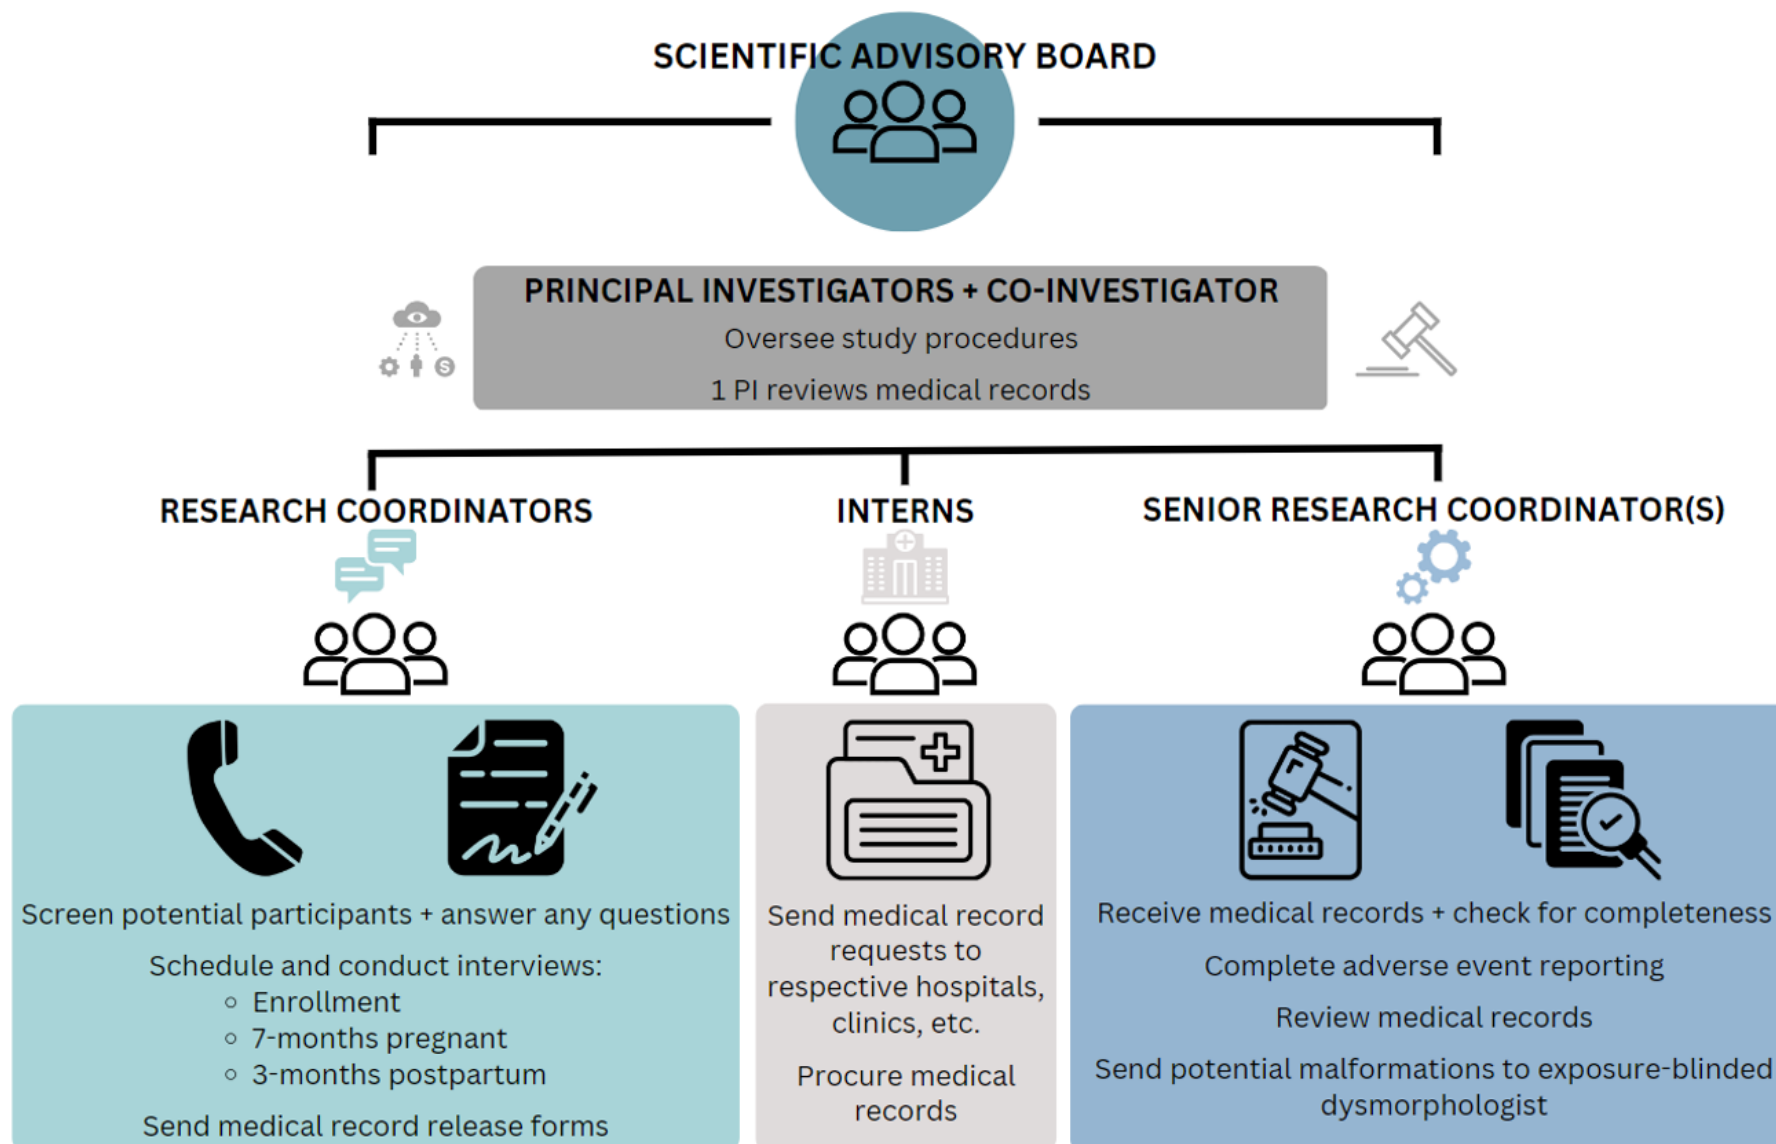 SCIENTIFIC ADVISORY BOARD
PRINCIPAL INVESTIGATORS + CO-INVESTIGATOR
Oversee study procedures
1 PI reviews medical records
RESEARCH COORDINATORS
INTERNS
SENIOR RESEARCH COORDINATOR(S)
Screen potential participants + answer any questions
Schedule and conduct interviews:
◦ Enrollment
◦ 7-months pregnant
◦ 3-months postpartum
Send medical record release forms
Send medical record
requests to
respective hospitals,
clinics, etc.
Procure medical
records
Receive medical records + check for completeness
Complete adverse event reporting
Review medical records
Send potential malformations to exposure-blinded
dysmorphologist